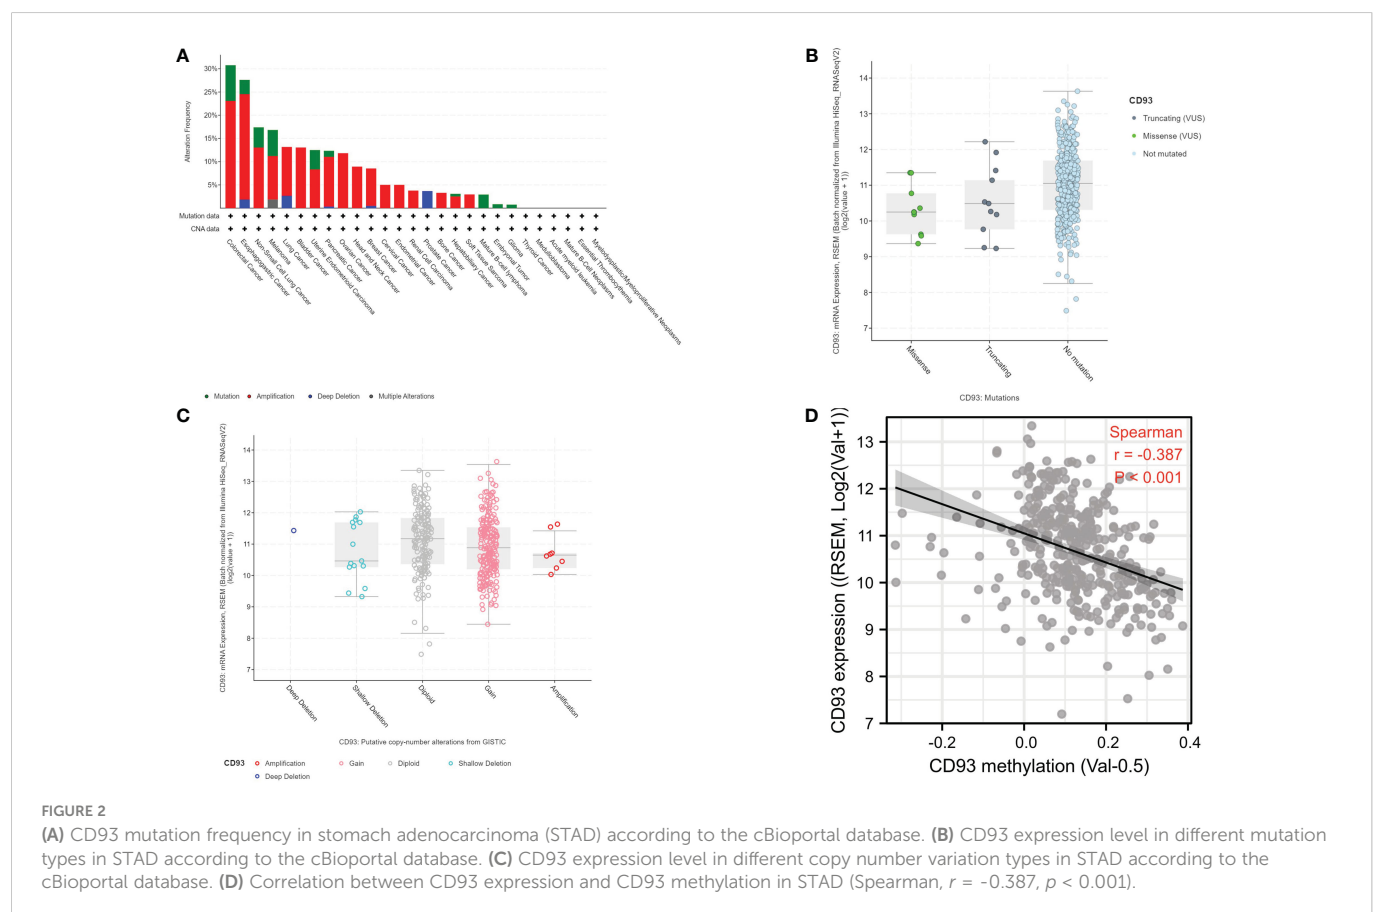 A
Alteration Frequency
30%
25%
20%
15%
10%
5%
Mutation data
CNA data
Colorectal Cancer
Esophagogastric Cancer
Non-Small Cell Lung Cancer
Melanoma
Lung Cancer
Bladder Cancer
Uterine Endometrioid Carcinoma
Pancreatic Cancer
Ovarian Cancer
Head and Neck Cancer
Breast Cancer
Cervical Cancer
Endometrial Cancer
Renal Cell Carcinoma
Prostate Cancer
Bone Cancer
Hepatobiliary Cancer
Soft Tissue Sarcoma
Mature B-cell lymphoma
Embryonal Tumor
Glioma
Thyroid Cancer
Medulloblastoma
Acute myeloid leukemia
Mature B-Cell Neoplasms
Essential Thrombocythemia
Myelodysplastic/Myeloproliferative Neoplasms
Mutation
Amplification
Deep Deletion
Multiple Alterations
B
CD93: mRNA Expression, RSEM (Batch normalized from Illumina HiSeq_RNASeqV2)
(log2(value + 1))
14
13
12
11
10
9
8
7
Missense
Truncating
No mutation
CD93: Mutations
CD93
Truncating (VUS)
Missense (VUS)
Not mutated
C
CD93: mRNA Expression, RSEM (Batch normalized from Illumina HiSeq_RNASeqV2)
(log2(value + 1))
14
13
12
11
10
9
8
7
Deep Deletion
Shallow Deletion
Diploid
Gain
Amplification
CD93: Putative copy-number alterations from GISTIC
CD93
Amplification
Gain
Diploid
Shallow Deletion
Deep Deletion
D
CD93 expression ((RSEM, Log2(Val+1))
13
12
11
10
9
8
7
Spearman
r = -0.387
P < 0.001
-0.2
0.0
0.2
0.4
CD93 methylation (Val-0.5)
FIGURE 2
(A) CD93 mutation frequency in stomach adenocarcinoma (STAD) according to the cBioportal database. (B) CD93 expression level in different mutation
types in STAD according to the cBioportal database. (C) CD93 expression level in different copy number variation types in STAD according to the
cBioportal database. (D) Correlation between CD93 expression and CD93 methylation in STAD (Spearman, r = -0.387, p < 0.001).